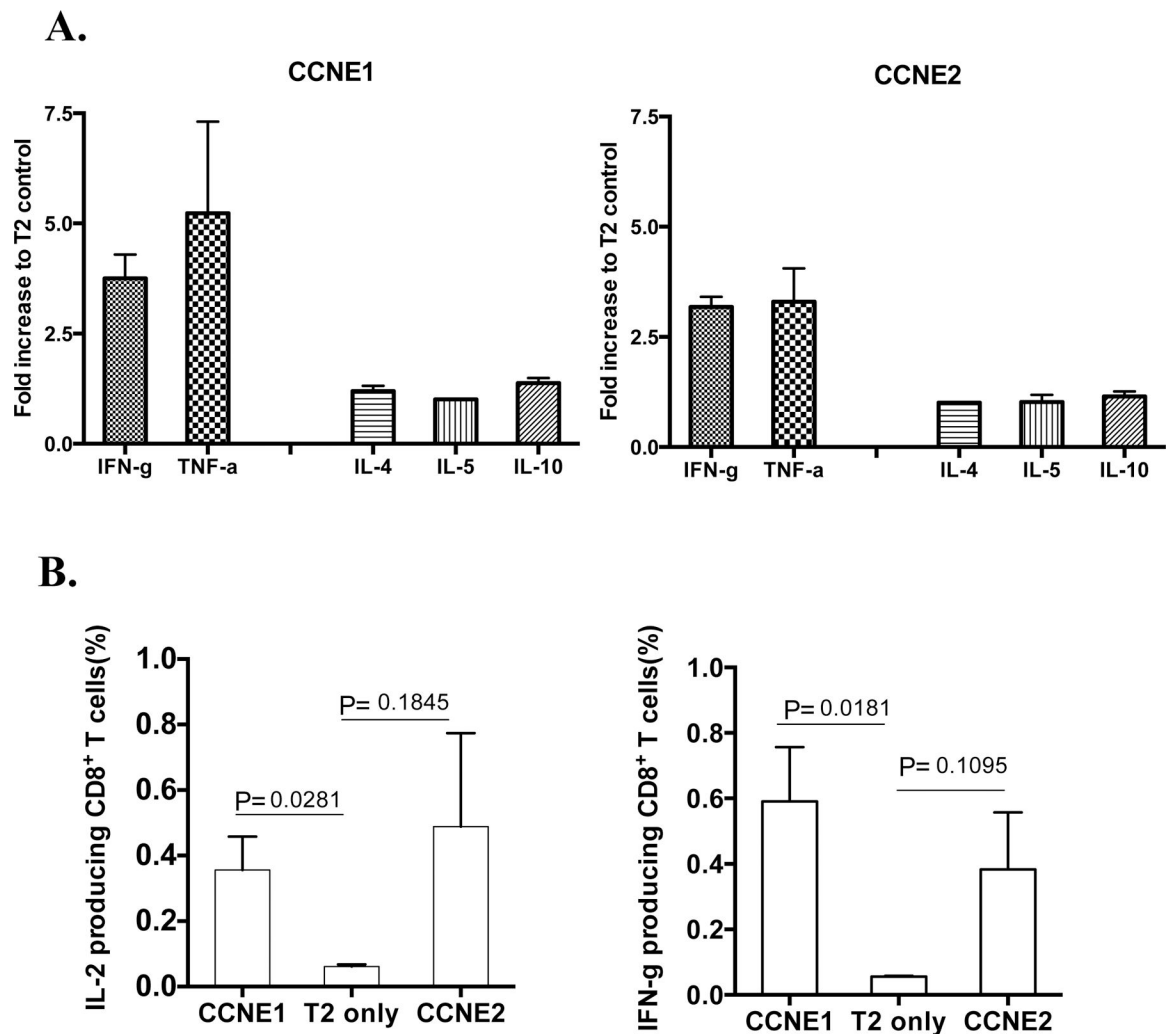 A.
CCNE1
Fold increase to T2 control
7.5
5.0
2.5
0.0
IFN-g TNF-a IL-4 IL-5 IL-10
CCNE2
Fold increase to T2 control
7.5
5.0
2.5
0.0
IFN-g TNF-a IL-4 IL-5 IL-10
B.
IL-2 producing CD8⁺ T cells(%)
1.0
0.8
0.6
0.4
0.2
0.0
P= 0.1845
P= 0.0281
CCNE1 T2 only CCNE2
IFN-g producing CD8⁺ T cells(%)
1.0
0.8
0.6
0.4
0.2
0.0
P= 0.0181
P= 0.1095
CCNE1 T2 only CCNE2